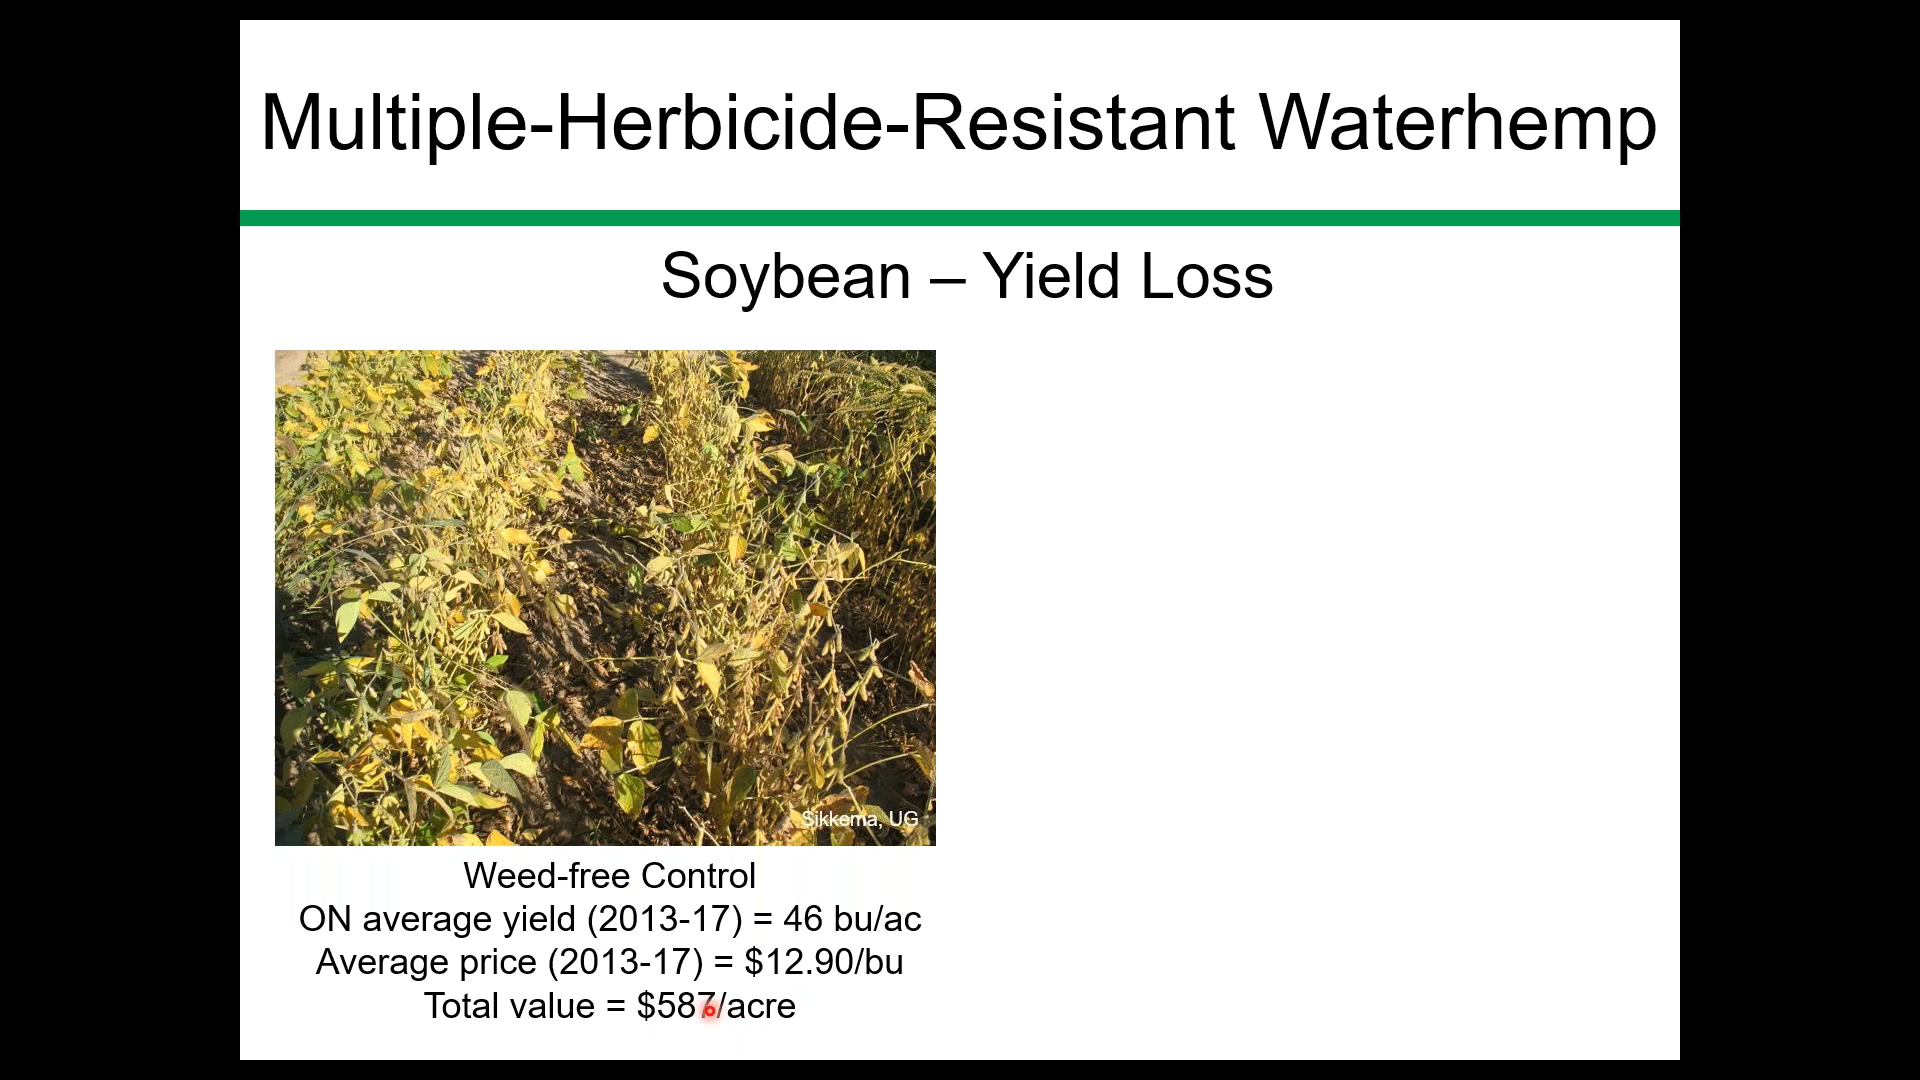 Multiple-Herbicide-Resistant Waterhemp
Soybean – Yield Loss
Sikkema, UG
Weed-free Control
ON average yield (2013-17) = 46 bu/ac
Average price (2013-17) = $12.90/bu
Total value = $587/acre